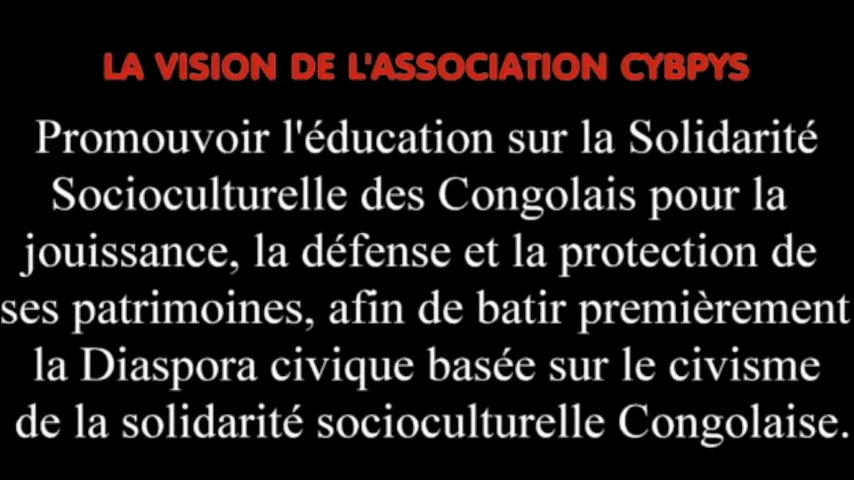 LA VISION DE L'ASSOCIATION CYBPYS
Promouvoir l'éducation sur la Solidarité
Socioculturelle des Congolais pour la
jouissance, la défense et la protection de
ses patrimoines, afin de batir premièrement
la Diaspora civique basée sur le civisme
de la solidarité socioculturelle Congolaise.